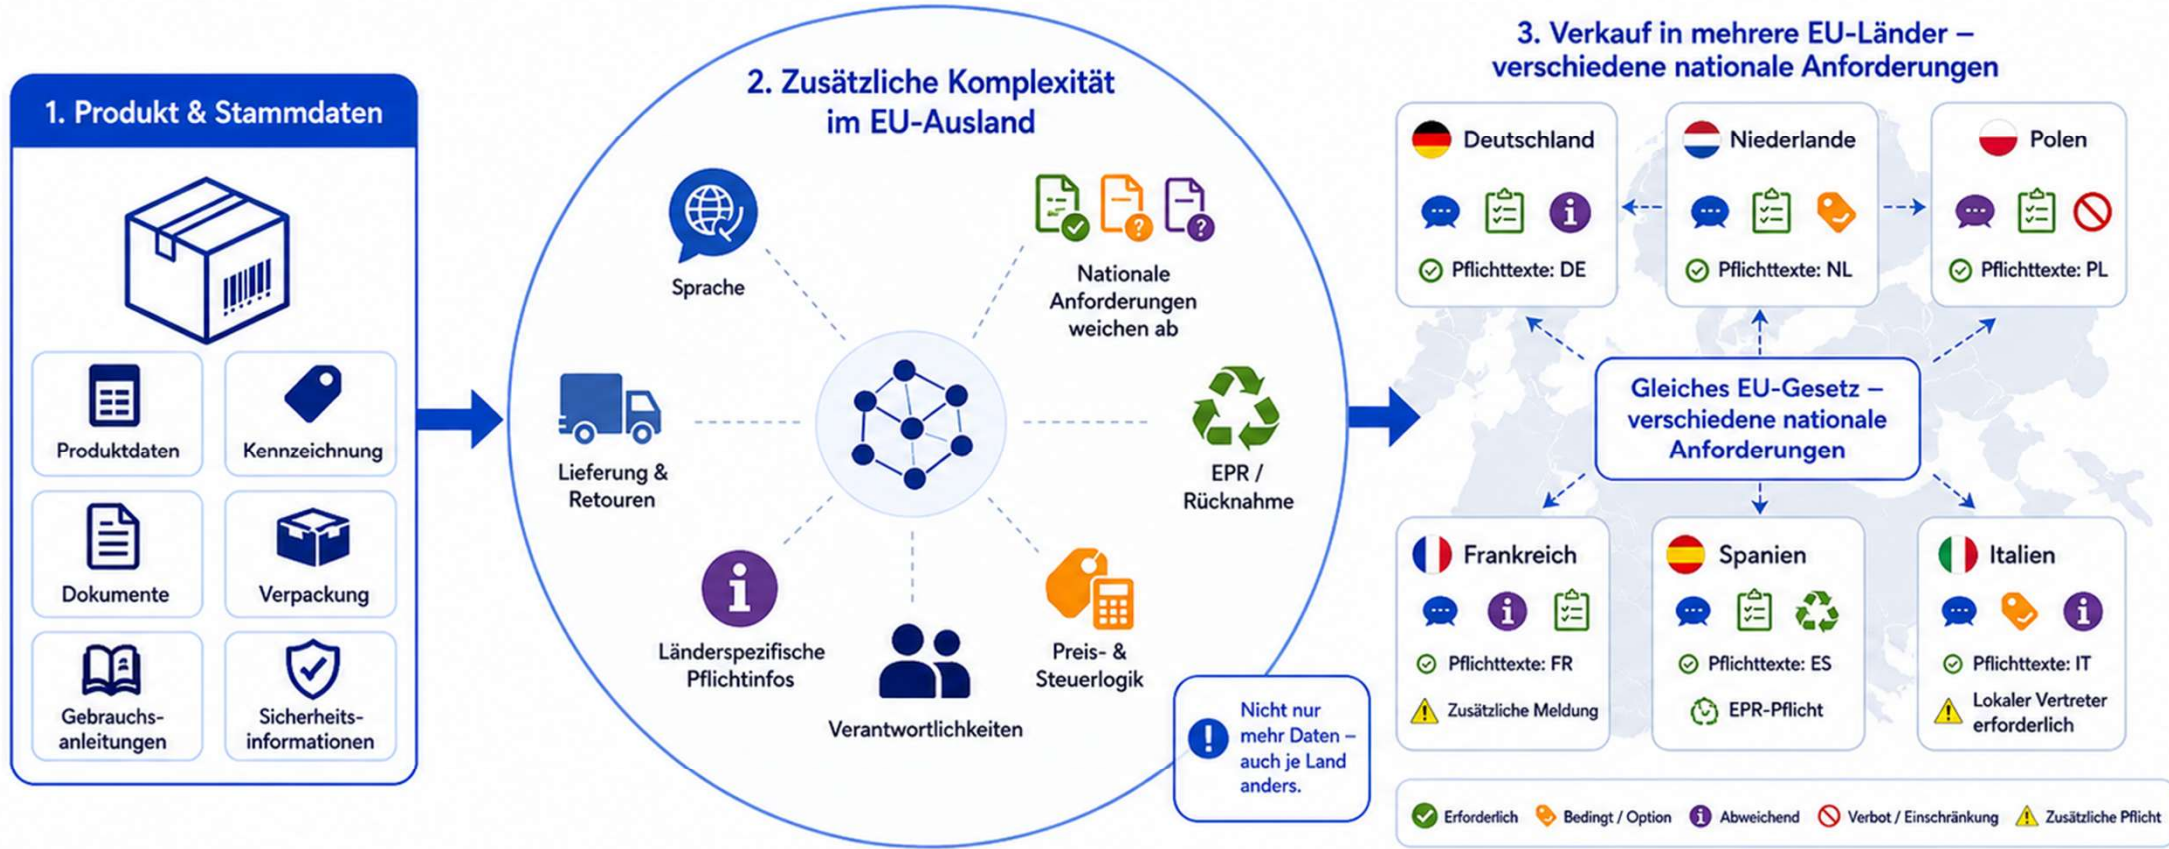 1. Produkt & Stammdaten
Produktdaten
Kennzeichnung
Dokumente
Verpackung
Gebrauchs-
anleitungen
Sicherheits-
informationen
2. Zusätzliche Komplexität
im EU-Ausland
Sprache
Nationale
Anforderungen
weichen ab
Lieferung &
Retouren
EPR /
Rücknahme
Länderspezifische
Pflichtinfos
Verantwortlichkeiten
Preis- &
Steuerlogik
Nicht nur
mehr Daten –
auch je Land
anders.
3. Verkauf in mehrere EU-Länder –
verschiedene nationale Anforderungen
Deutschland
Pflichttexte: DE
Niederlande
Pflichttexte: NL
Polen
Pflichttexte: PL
Gleiches EU-Gesetz –
verschiedene nationale
Anforderungen
Frankreich
Pflichttexte: FR
Zusätzliche Meldung
Spanien
Pflichttexte: ES
EPR-Pflicht
Italien
Pflichttexte: IT
Lokaler Vertreter
erforderlich
Erforderlich
Bedingt / Option
Abweichend
Verbot / Einschränkung
Zusätzliche Pflicht